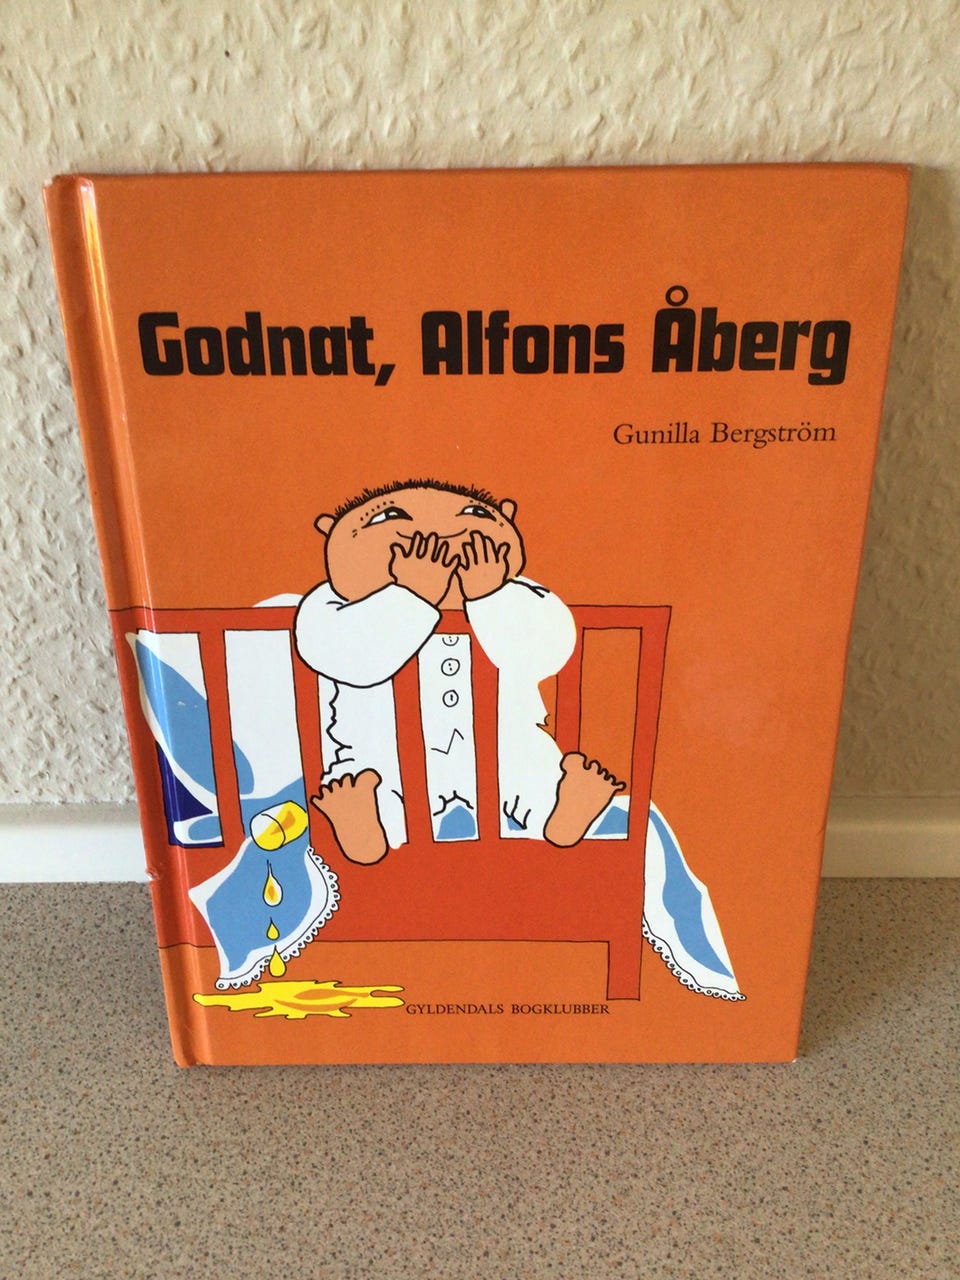 Godnat, Alfons Åberg
Gunilla Bergström
GYLDENDALS BOGKLUBBER